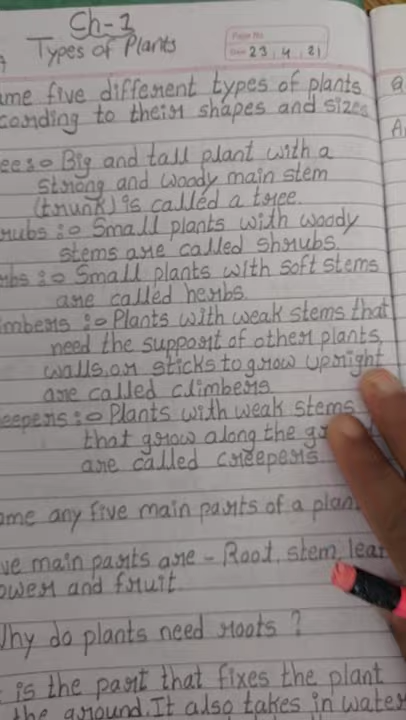 Ch-1
Types of Plants
Page No.
Date 23 4 21
ame five different types of plants
cording to their shapes and sizes
ee:- Big and tall plant with a
strong and woody main stem
(trunk) is called a tree.
rubs :- Small plants with woody
stems are called shrubs.
rbs :- Small plants with soft stems
are called herbs.
imbers :- Plants with weak stems that
need the support of other plants,
walls, or sticks to grow upright
are called climbers
eepers :- Plants with weak stems
that grow along the
are called creepers
ame any five main parts of a plan
ve main parts are - Root, stem, lea
ower and fruit
Why do plants need roots ?
is the part that fixes the plant
the ground. It also takes in water